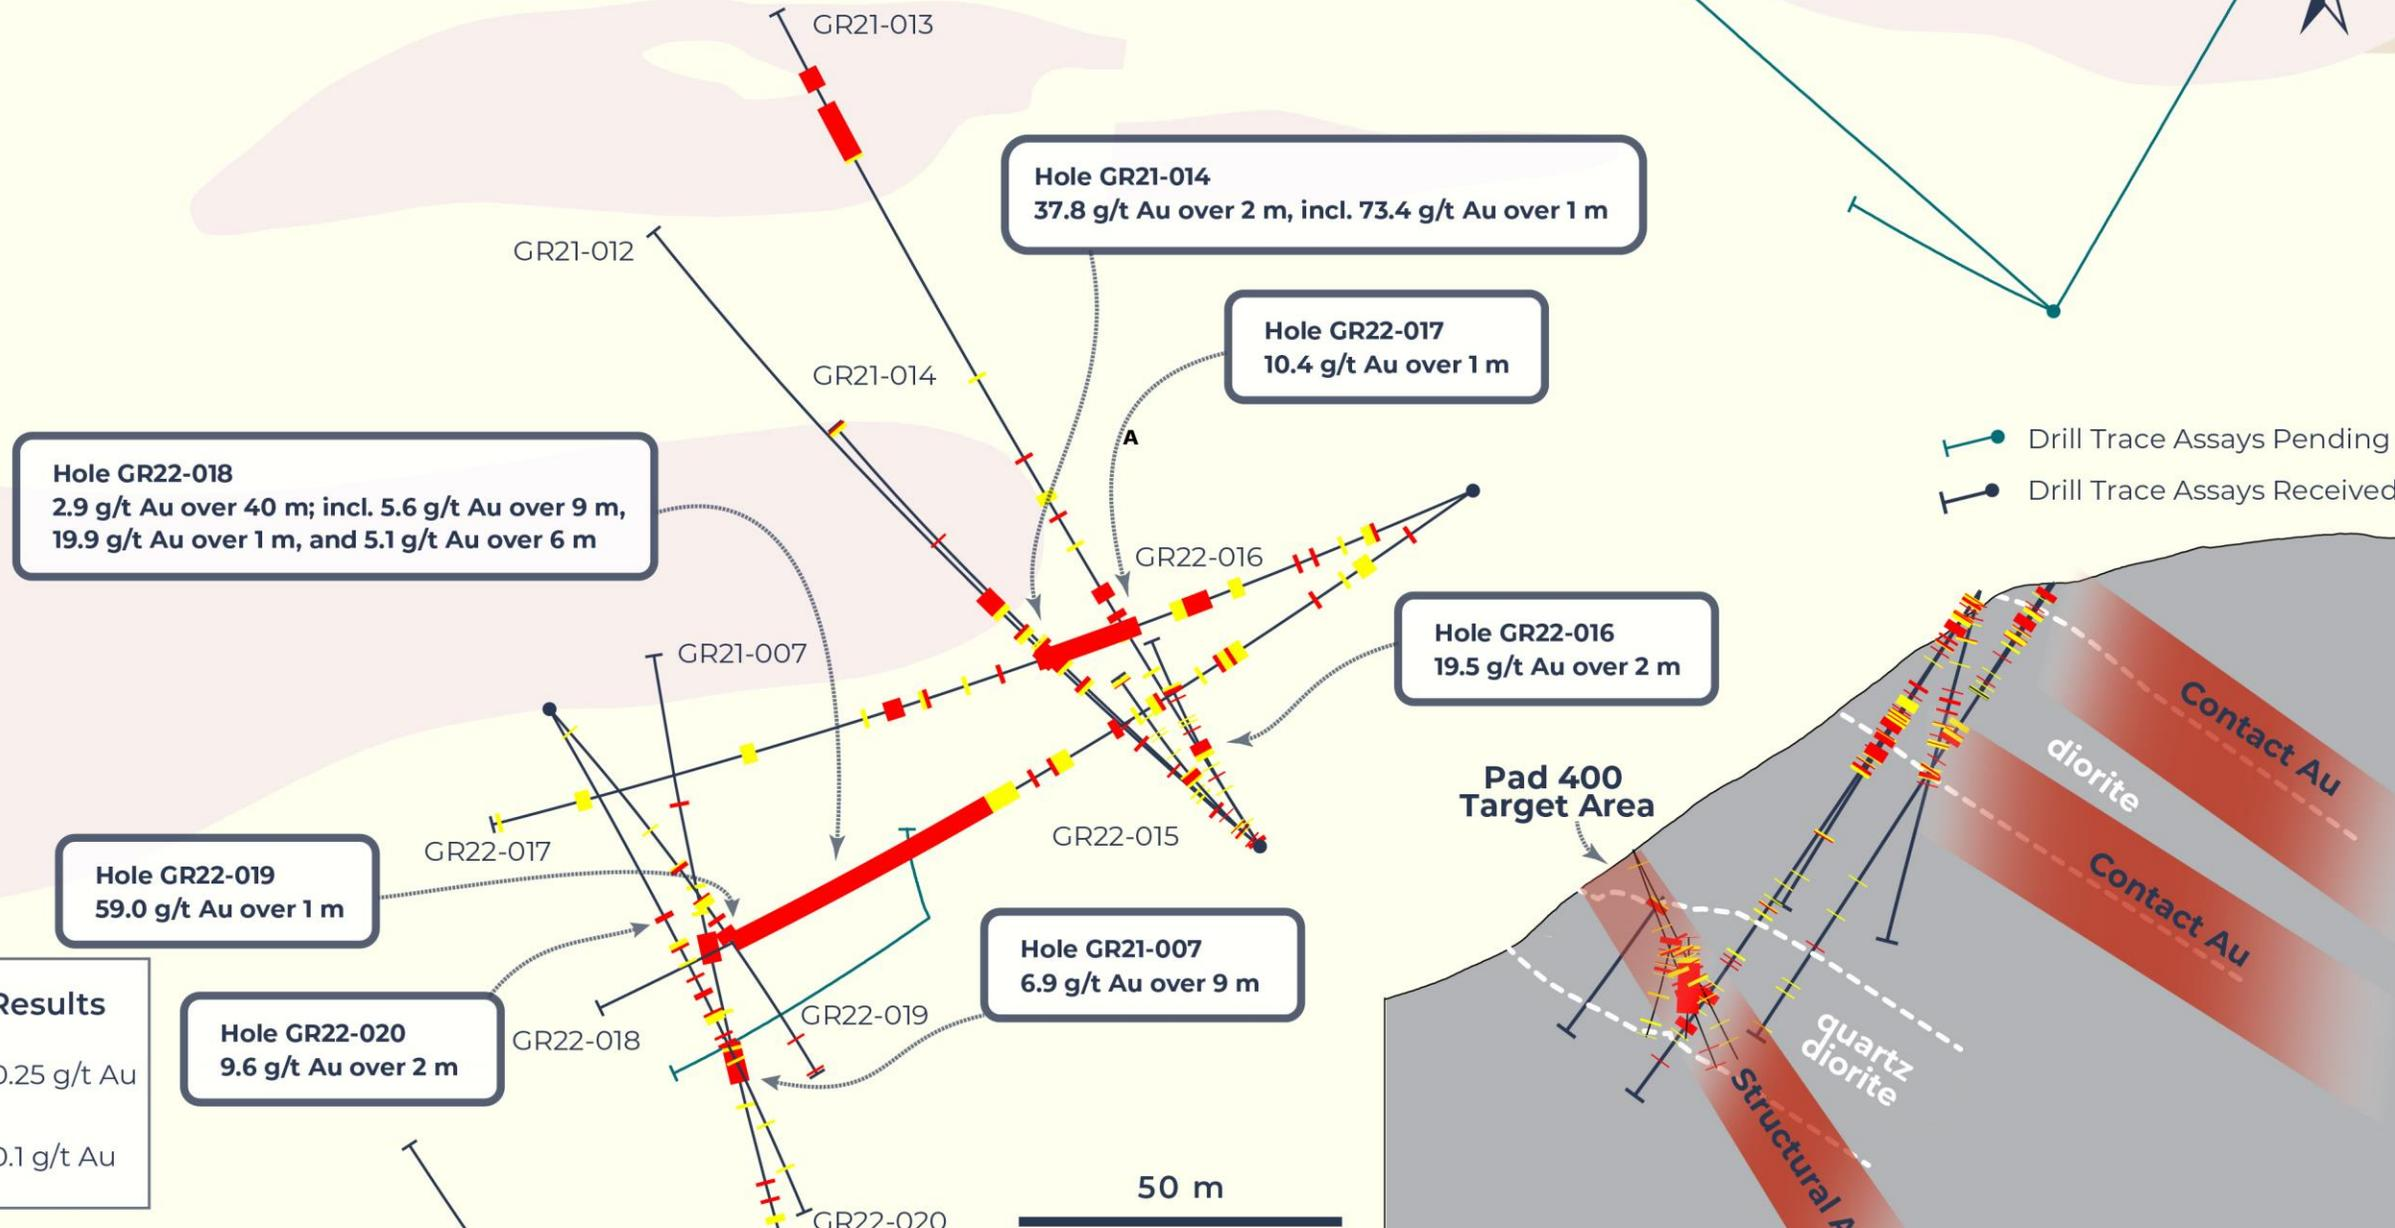 GR21-013
Hole GR21-014
37.8 g/t Au over 2 m, incl. 73.4 g/t Au over 1 m
GR21-012
Hole GR22-017
10.4 g/t Au over 1 m
GR21-014
A
Drill Trace Assays Pending
Drill Trace Assays Received
Hole GR22-018
2.9 g/t Au over 40 m; incl. 5.6 g/t Au over 9 m,
19.9 g/t Au over 1 m, and 5.1 g/t Au over 6 m
GR22-016
Hole GR22-016
19.5 g/t Au over 2 m
GR21-007
Contact Au
diorite
Pad 400
Target Area
GR22-015
GR22-017
Hole GR22-019
59.0 g/t Au over 1 m
Contact Au
Hole GR21-007
6.9 g/t Au over 9 m
Results
GR22-019
Hole GR22-020
9.6 g/t Au over 2 m
GR22-018
quartz
diorite
0.25 g/t Au
Structural A
0.1 g/t Au
50 m
GR22-020